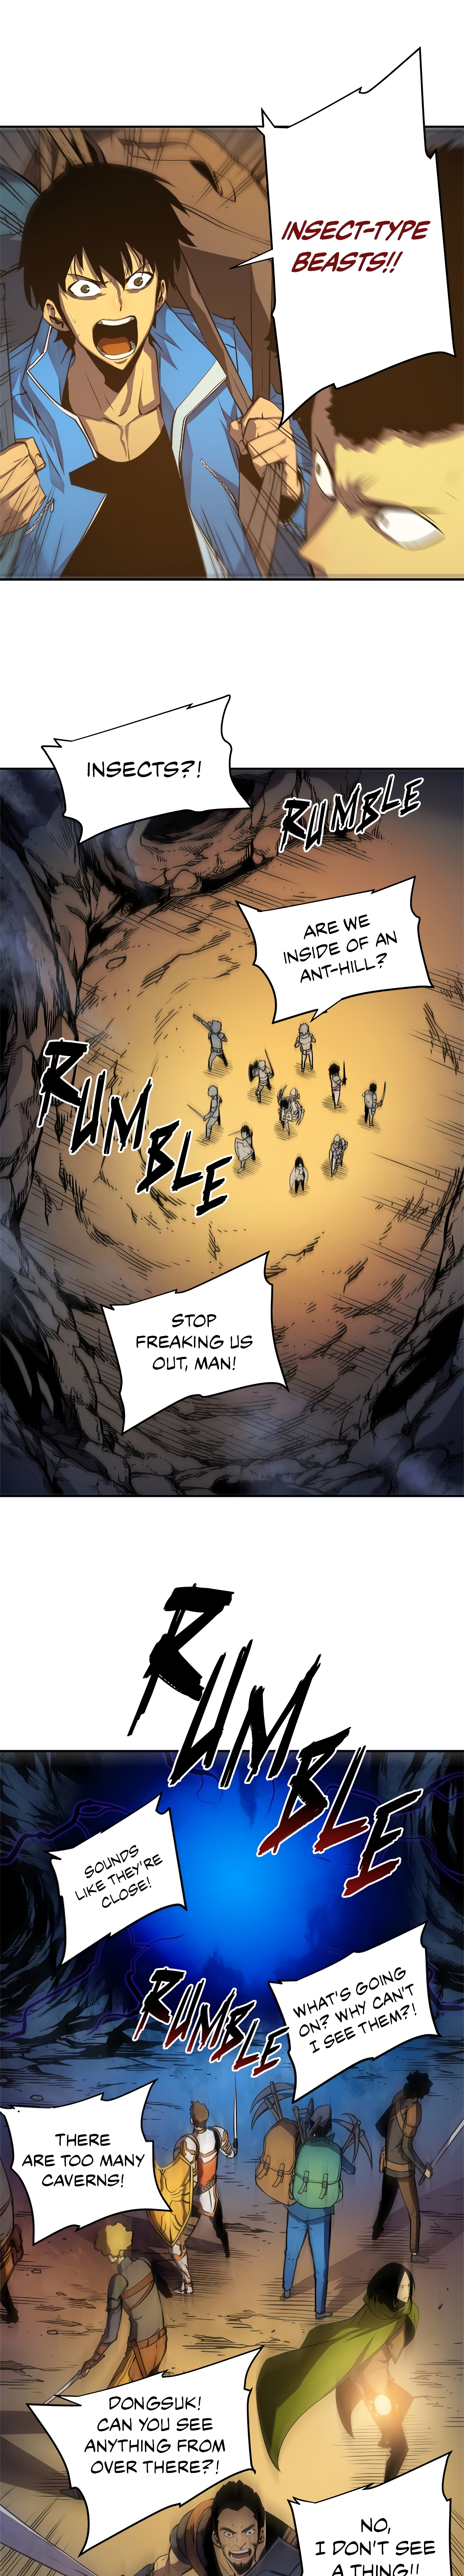 INSECT-TYPE
BEASTS!!
INSECTS?!
RUMBLE
ARE WE
INSIDE OF AN
ANT-HILL?
RUMBLE
STOP
FREAKING US
OUT, MAN!
RUMBLE
SOUNDS
LIKE THEY'RE
CLOSE!
WHAT'S GOING
ON? WHY CAN'T
I SEE THEM?!
RUMBLE
THERE
ARE TOO MANY
CAVERNS!
DONGSUK!
CAN YOU SEE
ANYTHING FROM
OVER THERE?!
NO,
I DON'T SEE
A THING!!